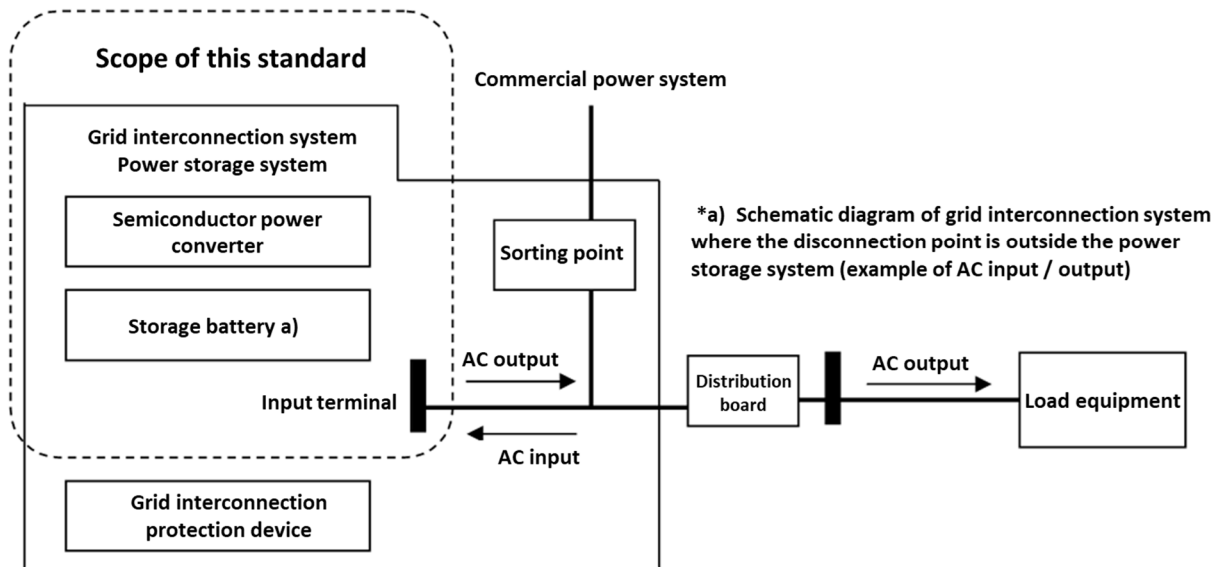 Scope of this standard
Commercial power system
Grid interconnection system
Power storage system
Semiconductor power
converter
Sorting point
*a) Schematic diagram of grid interconnection system
where the disconnection point is outside the power
storage system (example of AC input / output)
Storage battery a)
AC output
Input terminal
AC input
Distribution
board
AC output
Load equipment
Grid interconnection
protection device